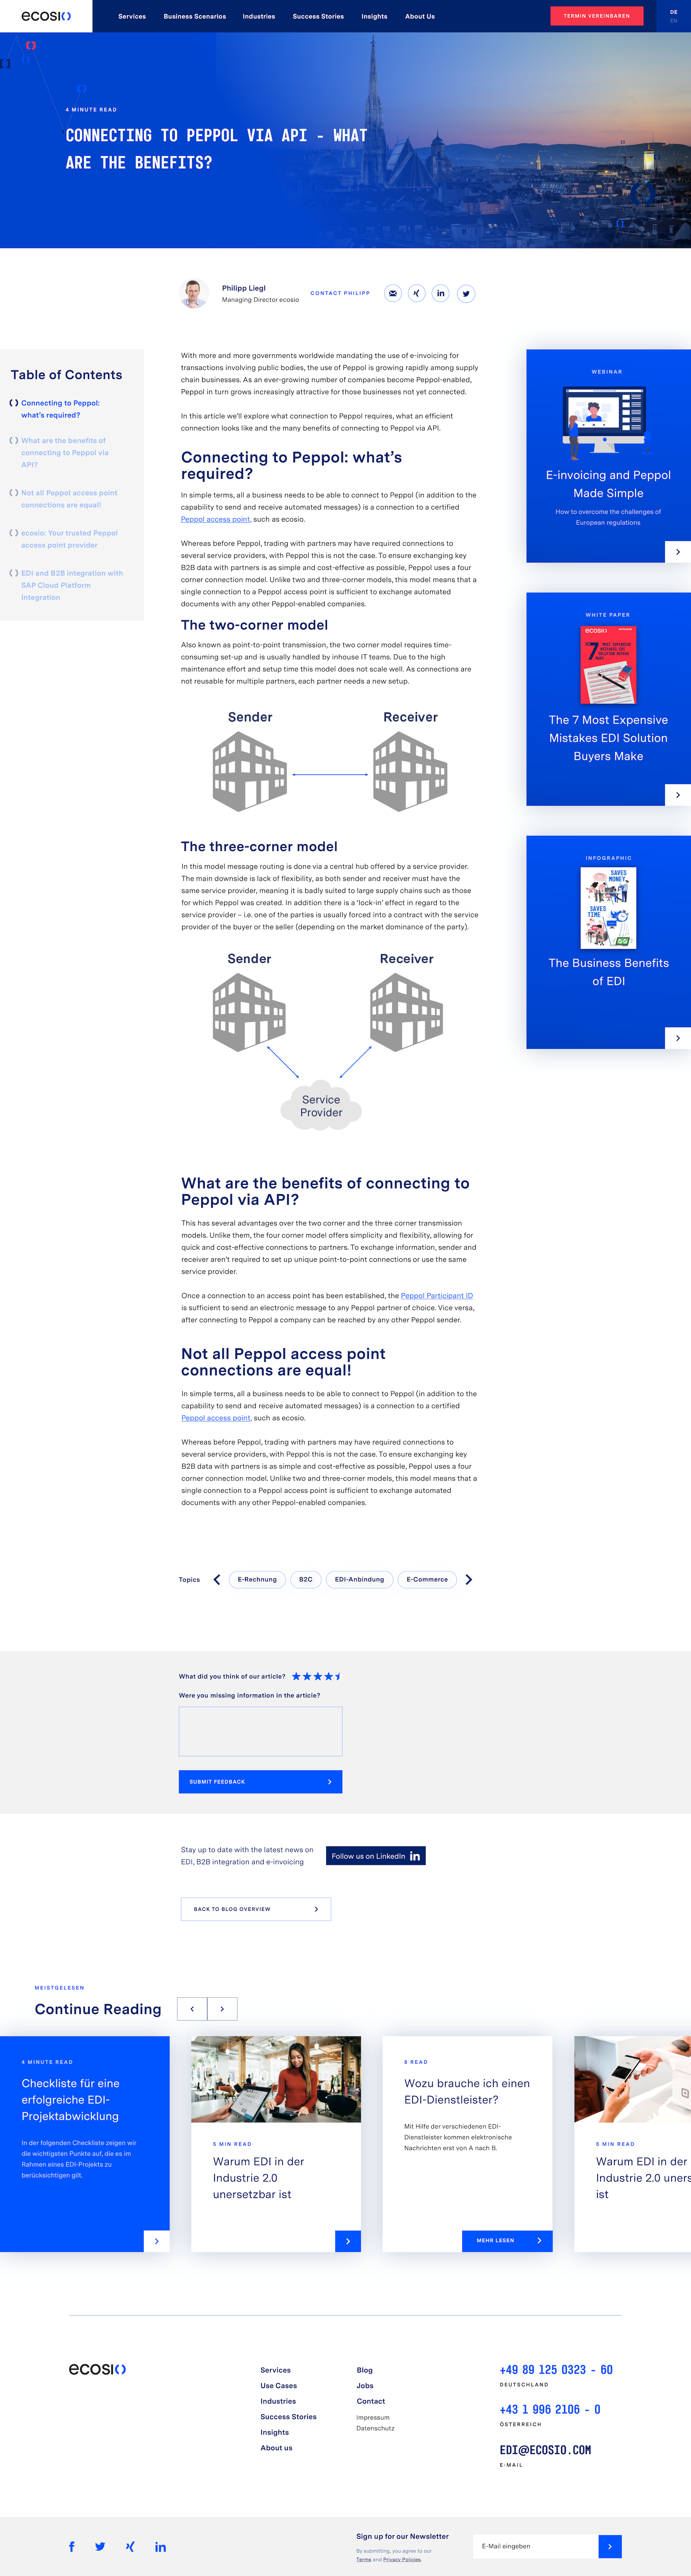 ecosio
Services
Business Scenarios
Industries
Success Stories
Insights
About Us
TERMIN VEREINBAREN
DE
EN
4 MINUTE READ
CONNECTING TO PEPPOL VIA API - WHAT
ARE THE BENEFITS?
Philipp Liegl
Managing Director ecosio
CONTACT PHILIPP
Table of Contents
Connecting to Peppol:
what's required?
What are the benefits of
connecting to Peppol via
API?
Not all Peppol access point
connections are equal!
ecosio: Your trusted Peppol
access point provider
EDI and B2B integration with
SAP Cloud Platform
Integration
With more and more governments worldwide mandating the use of e-invoicing for
transactions involving public bodies, the use of Peppol is growing rapidly among supply
chain businesses. As an ever-growing number of companies become Peppol-enabled,
Peppol in turn grows increasingly attractive for those businesses not yet connected.
In this article we'll explore what connection to Peppol requires, what an efficient
connection looks like and the many benefits of connecting to Peppol via API.
Connecting to Peppol: what's
required?
In simple terms, all a business needs to be able to connect to Peppol (in addition to the
capability to send and receive automated messages) is a connection to a certified
Peppol access point, such as ecosio.
Whereas before Peppol, trading with partners may have required connections to
several service providers, with Peppol this is not the case. To ensure exchanging key
B2B data with partners is as simple and cost-effective as possible, Peppol uses a four
corner connection model. Unlike two and three-corner models, this model means that a
single connection to a Peppol access point is sufficient to exchange automated
documents with any other Peppol-enabled companies.
The two-corner model
Also known as point-to-point transmission, the two corner model requires time-
consuming set-up and is usually handled by inhouse IT teams. Due to the high
maintenance effort and setup time this model does not scale well. As connections are
not reusable for multiple partners, each partner needs a new setup.
Sender
Receiver
The three-corner model
In this model message routing is done via a central hub offered by a service provider.
The main downside is lack of flexibility, as both sender and receiver must have the
same service provider, meaning it is badly suited to large supply chains such as those
for which Peppol was created. In addition there is a 'lock-in' effect in regard to the
service provider – i.e. one of the parties is usually forced into a contract with the service
provider of the buyer or the seller (depending on the market dominance of the party).
Sender
Receiver
Service
Provider
What are the benefits of connecting to
Peppol via API?
This has several advantages over the two corner and the three corner transmission
models. Unlike them, the four corner model offers simplicity and flexibility, allowing for
quick and cost-effective connections to partners. To exchange information, sender and
receiver aren't required to set up unique point-to-point connections or use the same
service provider.
Once a connection to an access point has been established, the Peppol Participant ID
is sufficient to send an electronic message to any Peppol partner of choice. Vice versa,
after connecting to Peppol a company can be reached by any other Peppol sender.
Not all Peppol access point
connections are equal!
In simple terms, all a business needs to be able to connect to Peppol (in addition to the
capability to send and receive automated messages) is a connection to a certified
Peppol access point, such as ecosio.
Whereas before Peppol, trading with partners may have required connections to
several service providers, with Peppol this is not the case. To ensure exchanging key
B2B data with partners is as simple and cost-effective as possible, Peppol uses a four
corner connection model. Unlike two and three-corner models, this model means that a
single connection to a Peppol access point is sufficient to exchange automated
documents with any other Peppol-enabled companies.
WEBINAR
E-invoicing and Peppol
Made Simple
How to overcome the challenges of
European regulations
WHITE PAPER
ecosio
7 MOST EXPENSIVE
MISTAKES EDI
SOLUTION BUYERS
MAKE
The 7 Most Expensive
Mistakes EDI Solution
Buyers Make
INFOGRAPHIC
SAVES
MONEY
SAVES
TIME
The Business Benefits
of EDI
Topics
E-Rechnung
B2C
EDI-Anbindung
E-Commerce
What did you think of our article?
Were you missing information in the article?
SUBMIT FEEDBACK
Stay up to date with the latest news on
EDI, B2B integration and e-invoicing
Follow us on LinkedIn
BACK TO BLOG OVERVIEW
MEISTGELESEN
Continue Reading
4 MINUTE READ
Checkliste für eine
erfolgreiche EDI-
Projektabwicklung
In der folgenden Checkliste zeigen wir
die wichtigsten Punkte auf, die es im
Rahmen eines EDI-Projekts zu
berücksichtigen gilt.
5 MIN READ
Warum EDI in der
Industrie 2.0
unersetzbar ist
8 READ
Wozu brauche ich einen
EDI-Dienstleister?
Mit Hilfe der verschiedenen EDI-
Dienstleister kommen elektronische
Nachrichten erst von A nach B.
MEHR LESEN
5 MIN READ
Warum EDI in der
Industrie 2.0 uners
ist
ecosio
Services
Use Cases
Industries
Success Stories
Insights
About us
Blog
Jobs
Contact
Impressum
Datenschutz
+49 89 125 0323 - 60
DEUTSCHLAND
+43 1 996 2106 - 0
ÖSTERREICH
EDI@ECOSIO.COM
E-MAIL
Sign up for our Newsletter
By submitting, you agree to our
Terms and Privacy Policies.
E-Mail eingeben